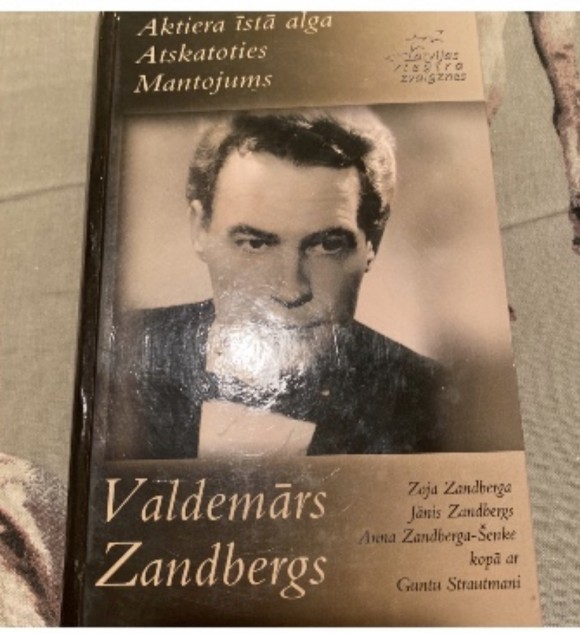 Aktiera īstā alga
Atskatoties
Mantojums
Latvijas
teātra
zvaigznes
Valdemārs
Zandbergs
Zoja Zandberga
Jānis Zandbergs
Anna Zandberga-Šenke
kopā ar
Guntu Strautmani